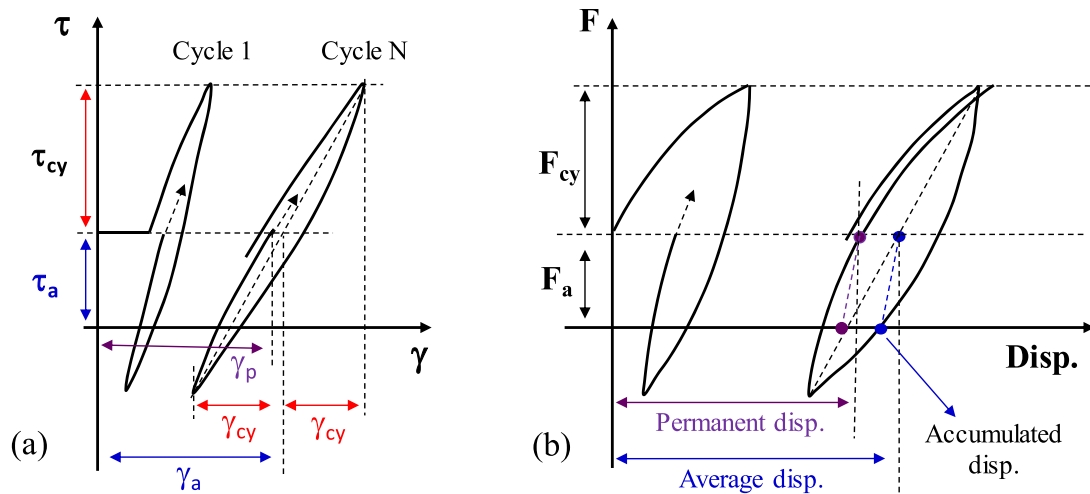 (a)
τ
Cycle 1
Cycle N
τcy
τa
γ
γp
γcy
γcy
γa
(b)
F
Fcy
Fa
Disp.
Permanent disp.
Average disp.
Accumulated
disp.